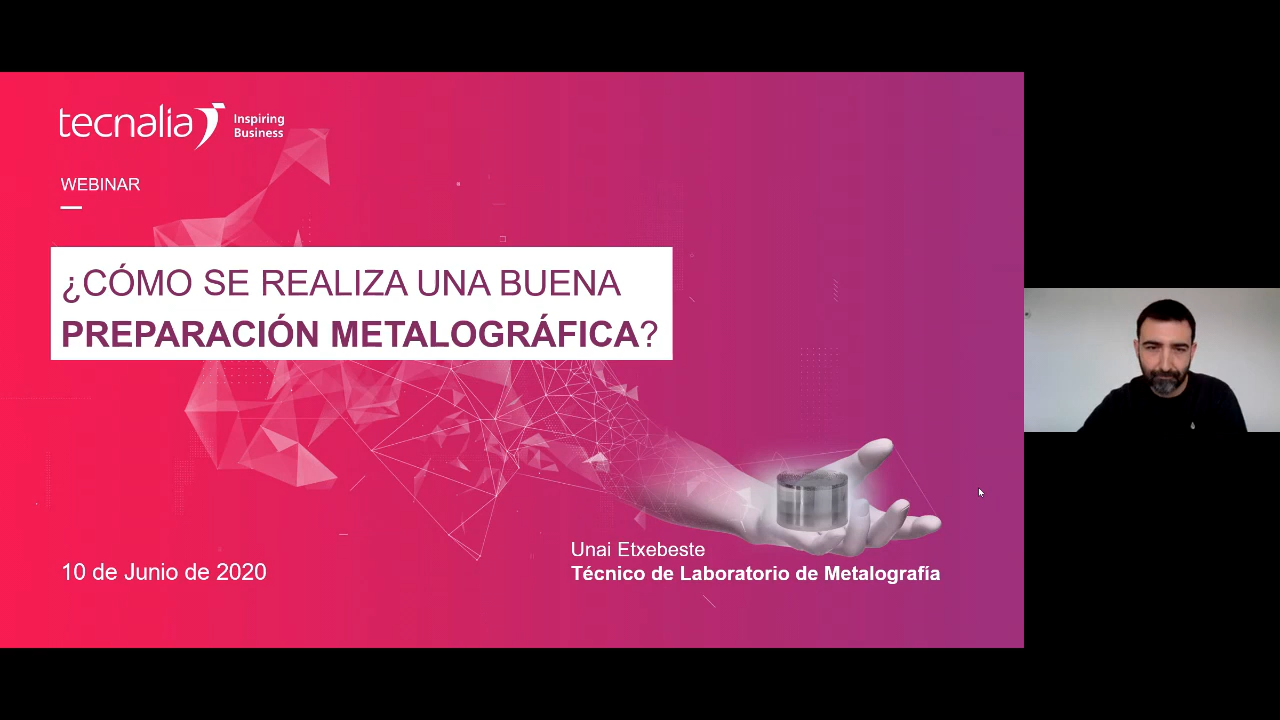 tecnalia
Inspiring
Business
WEBINAR
¿CÓMO SE REALIZA UNA BUENA
PREPARACIÓN METALOGRÁFICA?
Unai Etxebeste
10 de Junio de 2020
Técnico de Laboratorio de Metalografía